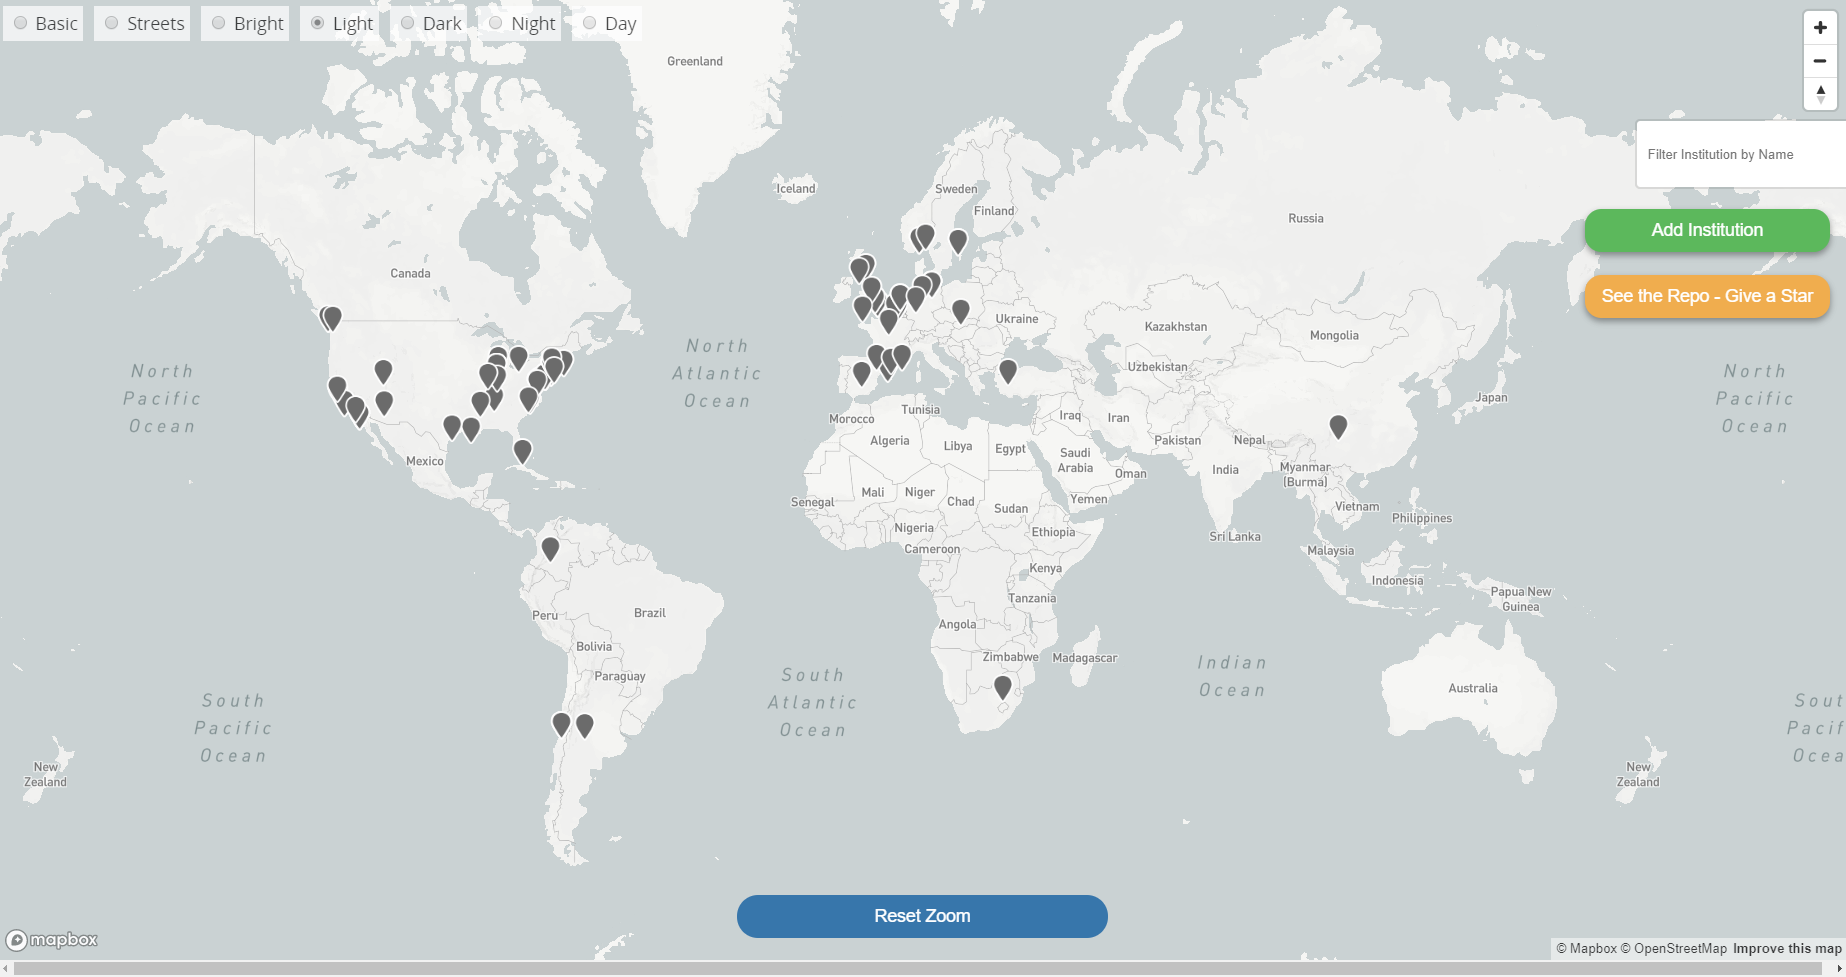 Basic
Streets
Bright
Light
Dark
Night
Day
Greenland
Iceland
Sweden
Finland
Russia
Filter Institution by Name
Add Institution
See the Repo - Give a Star
Canada
Ukraine
Kazakhstan
Mongolia
Uzbekistan
North
Pacific
Ocean
North
Atlantic
Ocean
North
Pacific
Ocean
Japan
Tunisia
Morocco
Algeria
Libya
Egypt
Iraq
Iran
Pakistan
Nepal
Saudi
Arabia
Oman
India
Myanmar
(Burma)
Mexico
Senegal
Mali
Niger
Chad
Sudan
Yemen
Vietnam
Philippines
Nigeria
Ethiopia
Sri Lanka
Cameroon
Malaysia
Kenya
Indonesia
Tanzania
Papua New
Guinea
Peru
Brazil
Angola
Bolivia
Zimbabwe
Madagascar
Paraguay
Indian
Ocean
Australia
South
Pacific
Ocean
South
Atlantic
Ocean
Sout
Pacif
Ocea
New
Zealand
New
Zealand
Reset Zoom
mapbox
© Mapbox © OpenStreetMap Improve this map